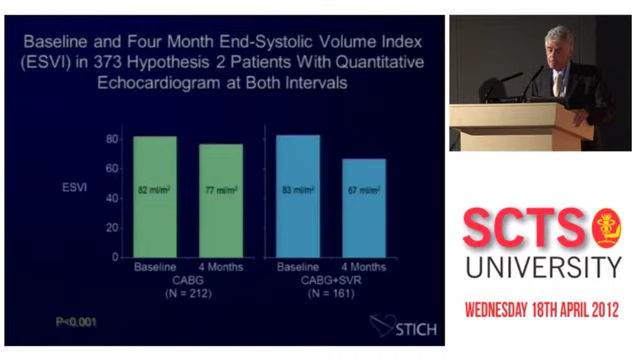 Baseline and Four Month End-Systolic Volume Index
(ESVI) in 373 Hypothesis 2 Patients With Quantitative
Echocardiogram at Both Intervals
80
60
40
20
0
ESVI
82 ml/m²
77 ml/m²
83 ml/m²
67 ml/m²
Baseline
4 Months
Baseline
4 Months
CABG
(N = 212)
CABG+SVR
(N = 161)
P<0.001
STICH
SCTS
UNIVERSITY
WEDNESDAY 18TH APRIL 2012